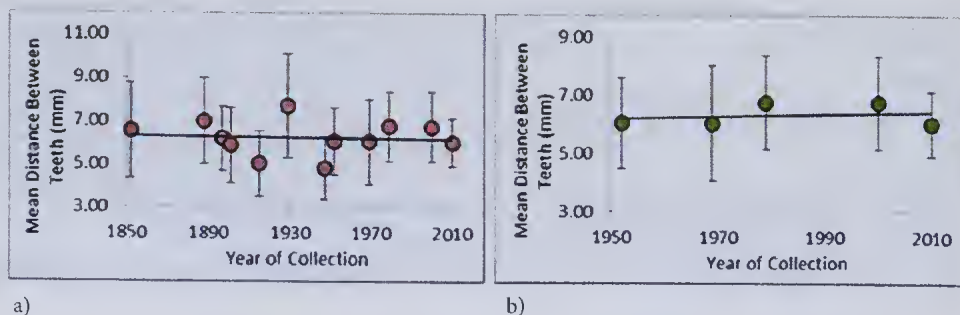 Mean Distance Between
Teeth (mm)
11.00
9.00
7.00
5.00
3.00
1850
1890
1930
1970
2010
Year of Collection
a)
Mean Distance Between
Teeth (mm)
9.00
7.00
5.00
3.00
1950
1970
1990
2010
Year of Collection
b)